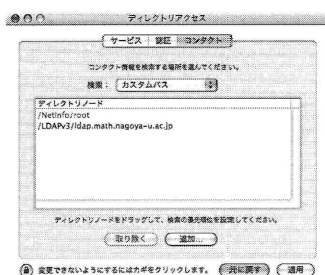 ディレクトリアクセス
サービス 認証 コンタクト
コンタクト情報を検索する場所を選んでください。
検索： カスタムパス
ディレクトリノード
/NetInfo/root
/LDAPv3/ldap.math.nagoya-u.ac.jp
ディレクトリノードをドラッグして、検索の優先順位を設定してください。
取り除く 追加...
変更できないようにするにはカギをクリックします。 元に戻す 適用